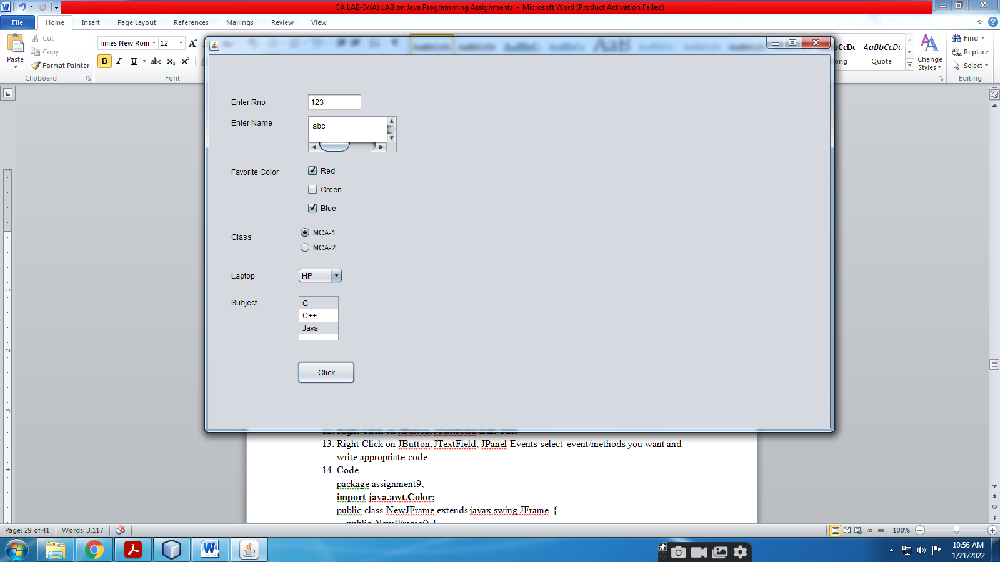 CA LAB-IV(A) LAB on Java Programming Assignments - Microsoft Word (Product Activation Failed)
File Home Insert Page Layout References Mailings Review View
Cut
Copy
Format Painter
Paste
Clipboard
Times New Rom 12
B I U abc X₂ X²
Font
AaBbCcDc
Quote
Change Styles
Find
Replace
Select
Editing
Enter Rno 123
Enter Name abc
Favorite Color Red
Green
Blue
Class MCA-1
MCA-2
Laptop HP
Subject C
C++
Java
Click
13. Right Click on JButton, JTextField, JPanel-Events-select event/methods you want and
write appropriate code.
14. Code
package assignment9;
import java.awt.Color;
public class NewJFrame extends javax.swing.JFrame {
public NewJFrame() {
Page: 29 of 41 Words: 3,117 100%
10:56 AM
1/21/2022